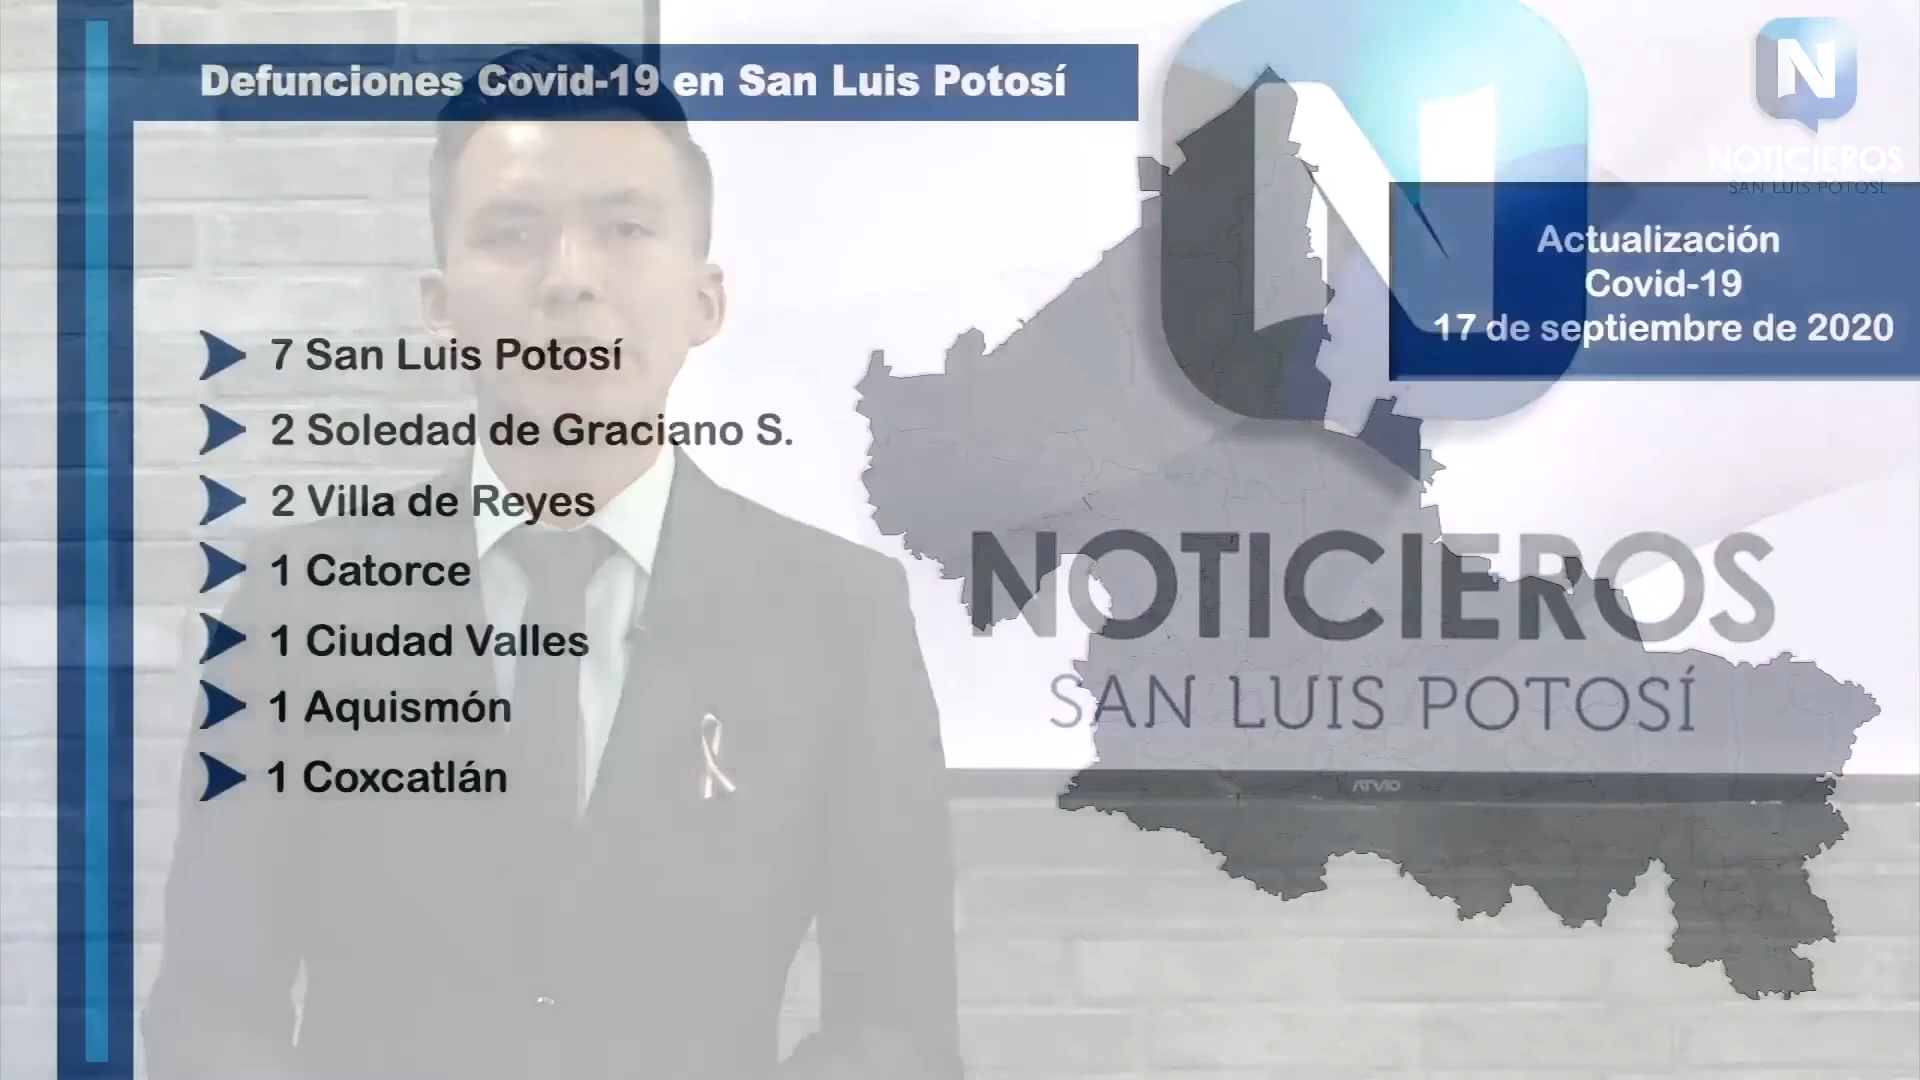 Defunciones Covid-19 en San Luis Potosí
N
NOTICIEROS
SAN LUIS POTOSÍ
Actualización
Covid-19
17 de septiembre de 2020
7 San Luis Potosí
2 Soledad de Graciano S.
2 Villa de Reyes
1 Catorce
1 Ciudad Valles
1 Aquismón
1 Coxcatlán
N
NOTICIEROS
SAN LUIS POTOSÍ
ATVIO